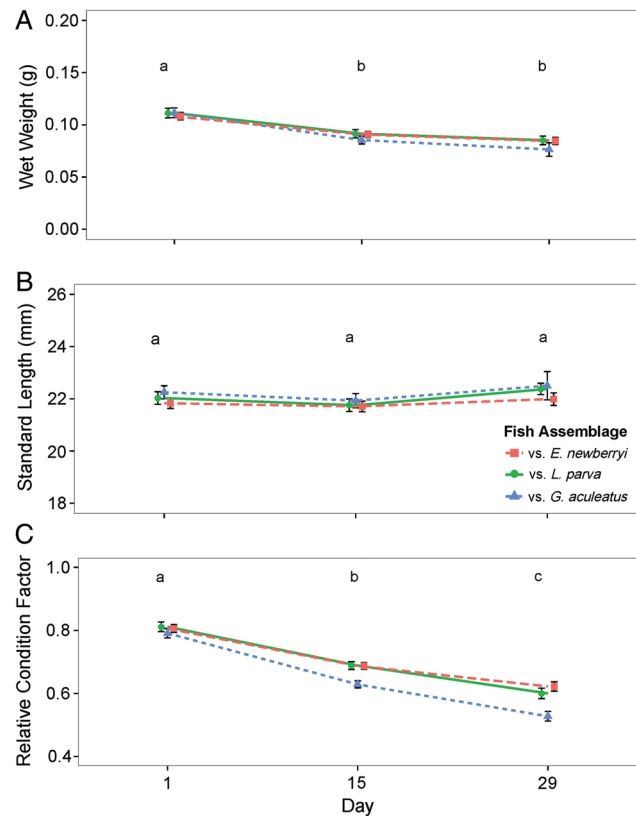 A
Wet Weight (g)
0.20
0.15
0.10
0.05
0.00
a
b
b
B
Standard Length (mm)
26
24
22
20
18
a
a
a
Fish Assemblage
vs. E. newberryi
vs. L. parva
vs. G. aculeatus
C
Relative Condition Factor
1.0
0.8
0.6
0.4
a
b
c
1
15
29
Day